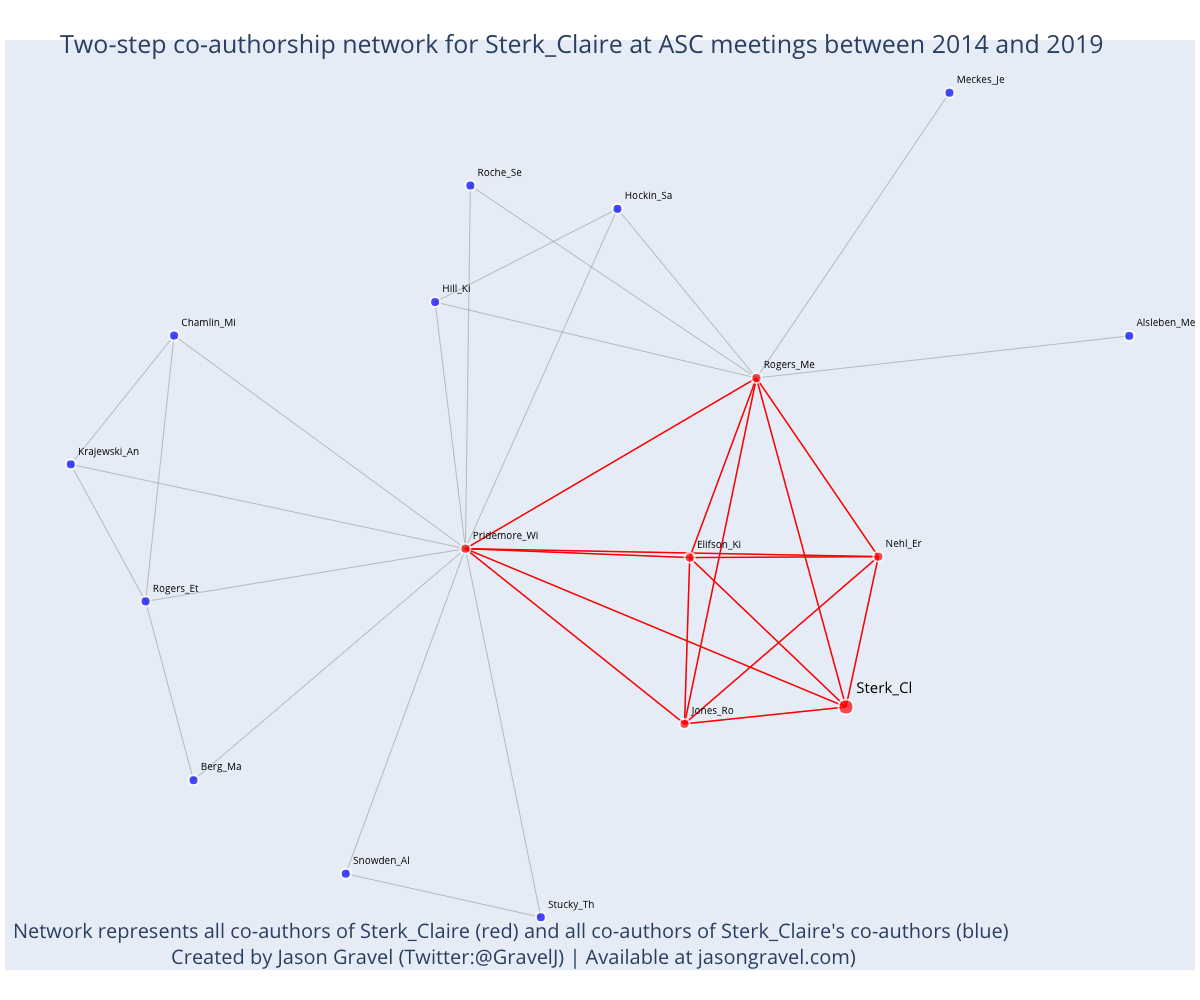 Two-step co-authorship network for Sterk_Claire at ASC meetings between 2014 and 2019
Meckes_Je
Roche_Se
Hockin_Sa
Hill_Ki
Chamlin_Mi
Alsleben_Me
Rogers_Me
Krajewski_An
Pridemore_Wi
Elifson_Ki
Nehl_Er
Rogers_Et
Sterk_Cl
Jones_Ro
Berg_Ma
Snowden_Al
Stucky_Th
Network represents all co-authors of Sterk_Claire (red) and all co-authors of Sterk_Claire's co-authors (blue)
Created by Jason Gravel (Twitter:@GravelJ) | Available at jasongravel.com)